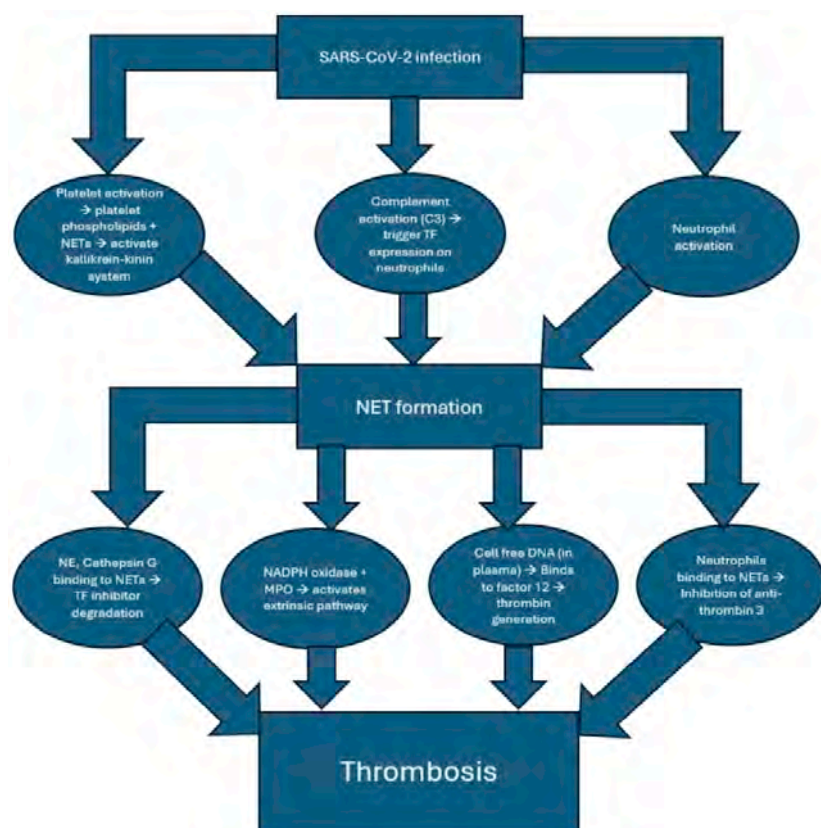 SARS-CoV-2 infection
Platelet
activation
→ platelet
phospholipids +
NETs → activate
kallikrein-kinin
system
Complement
activation (C3) →
trigger TF
expression on
neutrophils
Neutrophil
activation
NET formation
NE, Cathepsin G
binding to NETs →
TF inhibitor
degradation
NADPH oxidase +
MPO → activates
extrinsic pathway
Cell free DNA (in
plasma) → Binds
to factor 12 →
thrombin
generation
Neutrophils
binding to NETs →
Inhibition of anti-
thrombin 3
Thrombosis